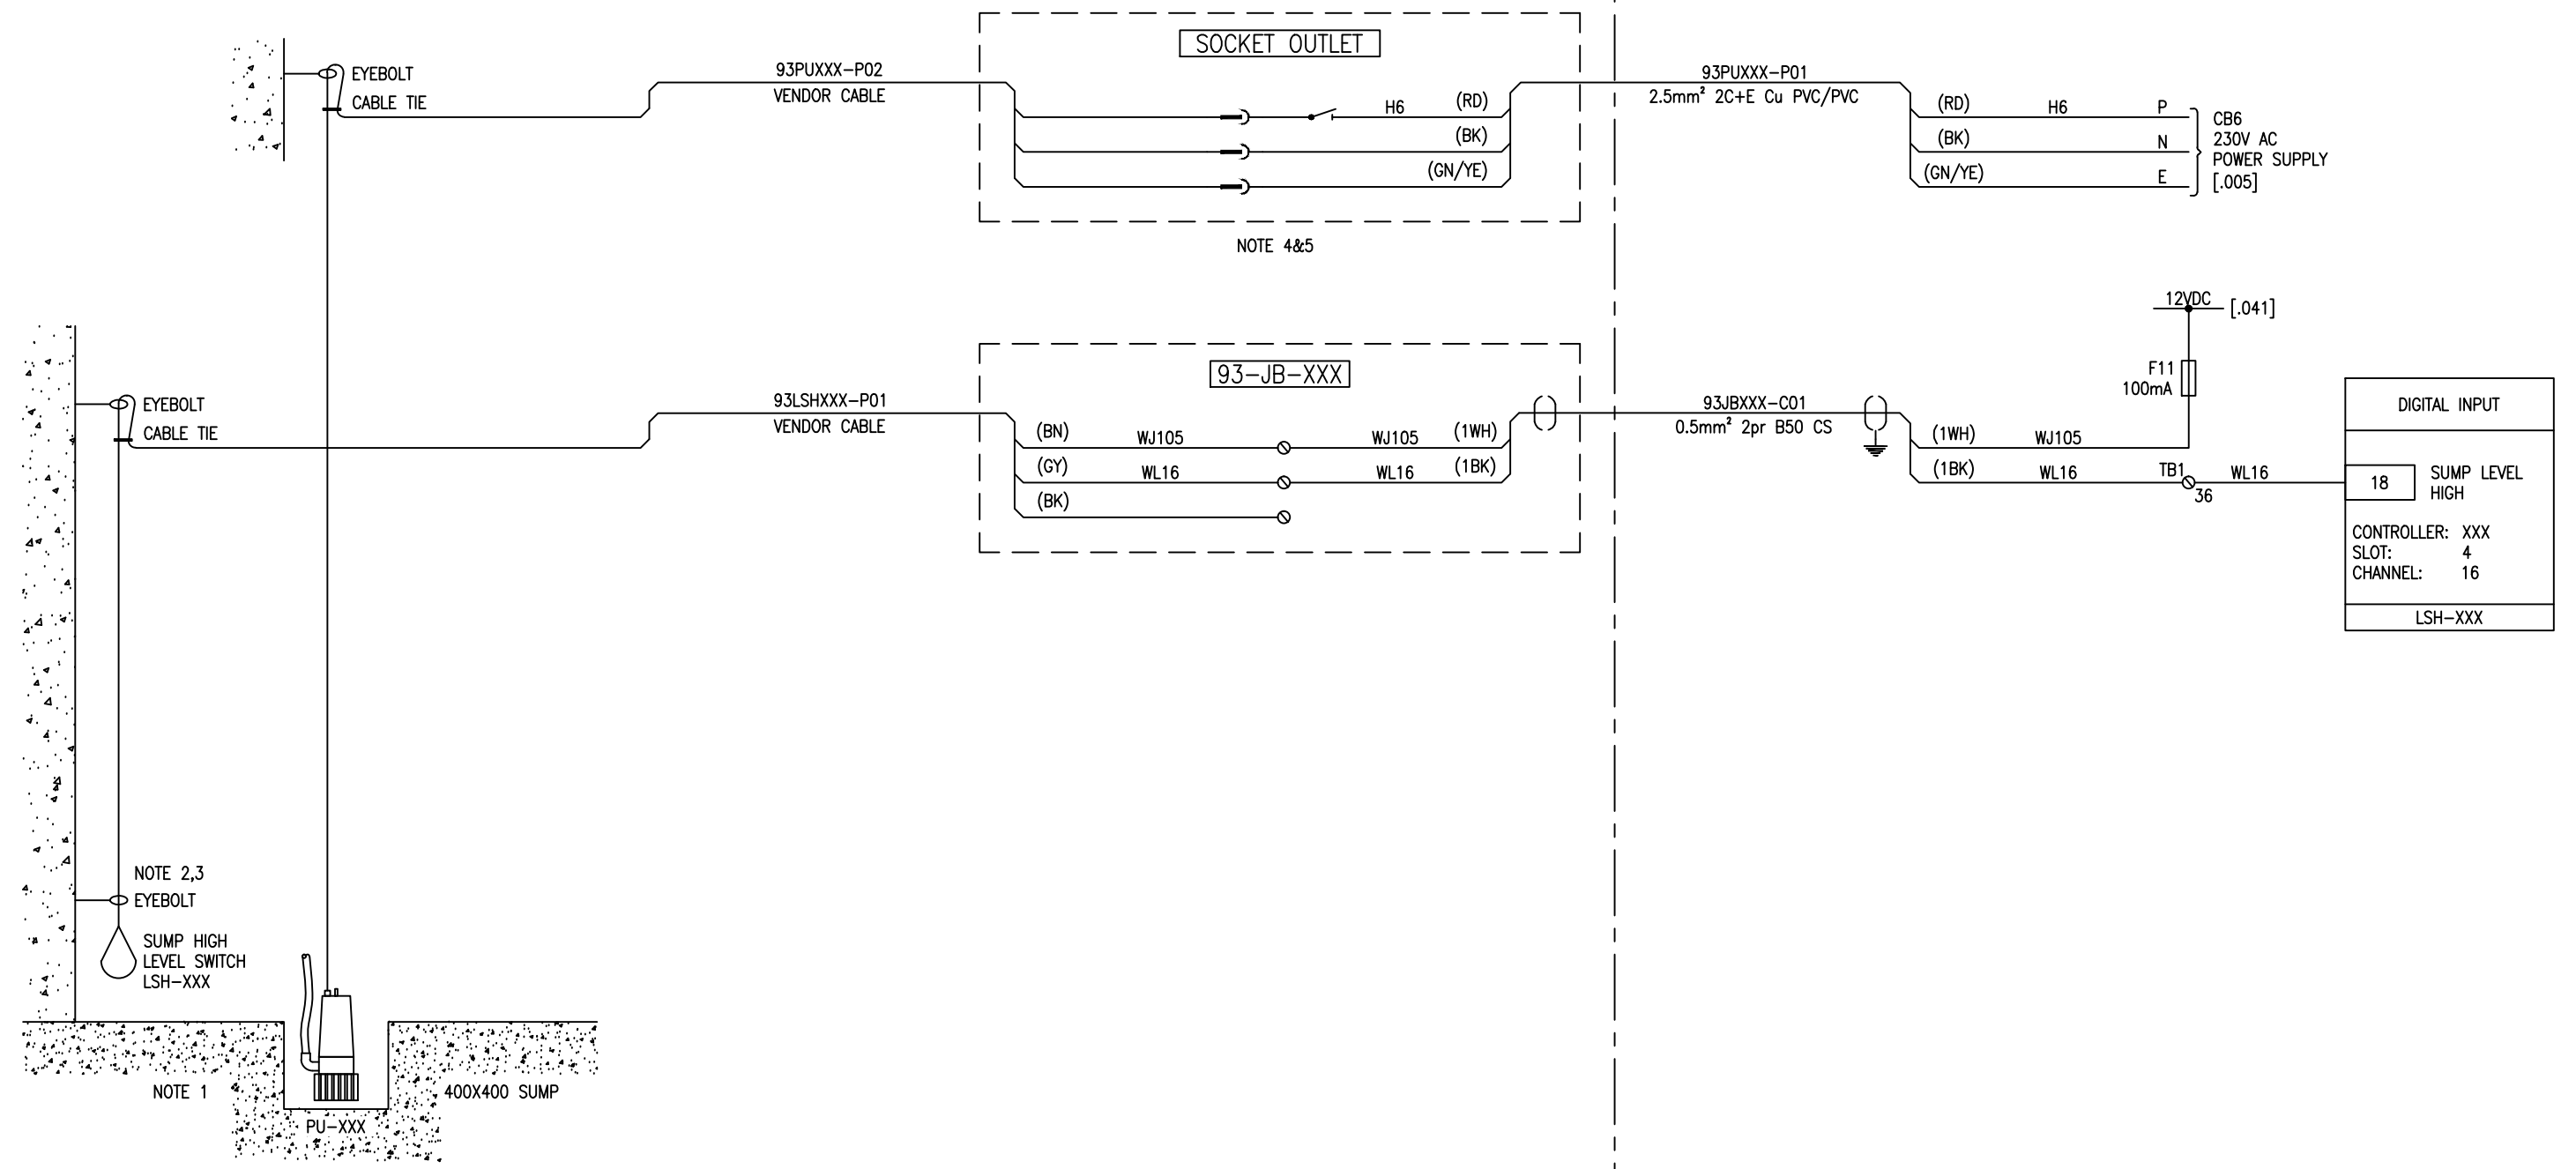 SOCKET OUTLET
EYEBOLT
CABLE TIE
93PUXXX-P02
VENDOR CABLE
H6
(RD)
(BK)
(GN/YE)
NOTE 4&5
93PUXXX-P01
2.5mm² 2C+E Cu PVC/PVC
(RD)
H6
P
(BK)
N
(GN/YE)
E
CB6
230V AC
POWER SUPPLY
[.005]
12VDC
[.041]
F11
100mA
EYEBOLT
CABLE TIE
93LSHXXX-P01
VENDOR CABLE
93-JB-XXX
(BN)
WJ105
WJ105
(1WH)
(GY)
WL16
WL16
(1BK)
(BK)
93JBXXX-C01
0.5mm² 2pr B50 CS
(1WH)
WJ105
(1BK)
WL16
TB1
36
WL16
DIGITAL INPUT
18
SUMP LEVEL
HIGH
CONTROLLER: XXX
SLOT: 4
CHANNEL: 16
LSH-XXX
NOTE 2,3
EYEBOLT
SUMP HIGH
LEVEL SWITCH
LSH-XXX
NOTE 1
400X400 SUMP
PU-XXX